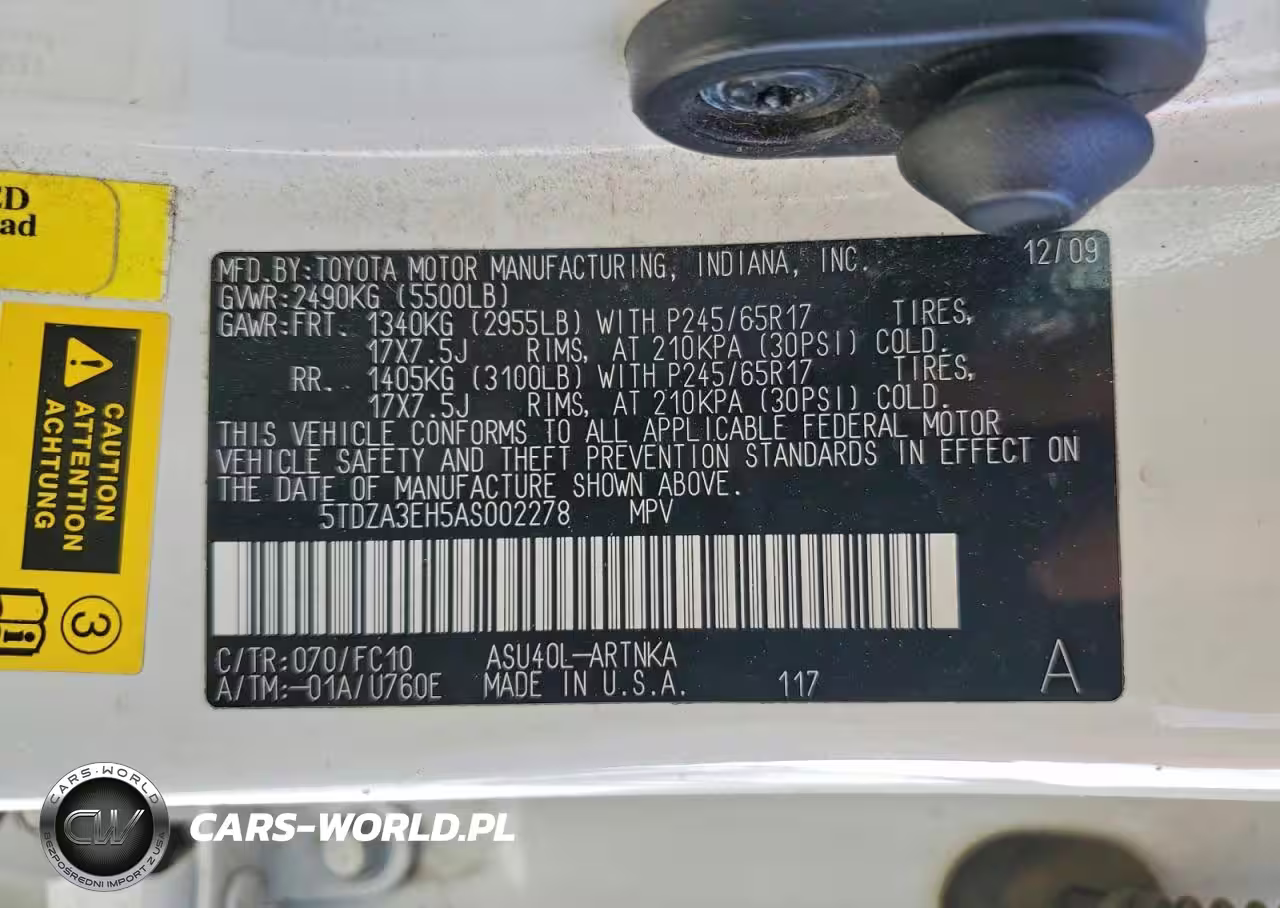 ED
ad
CAUTION
ATTENTION
ACHTUNG
3
MFD.BY:TOYOTA MOTOR MANUFACTURING, INDIANA, INC. 12/09
GVWR:2490KG (5500LB)
GAWR:FRT. 1340KG (2955LB) WITH P245/65R17 TIRES,
17X7.5J RIMS, AT 210KPA (30PSI) COLD.
RR. 1405KG (3100LB) WITH P245/65R17 TIRES,
17X7.5J RIMS, AT 210KPA (30PSI) COLD.
THIS VEHICLE CONFORMS TO ALL APPLICABLE FEDERAL MOTOR
VEHICLE SAFETY AND THEFT PREVENTION STANDARDS IN EFFECT ON
THE DATE OF MANUFACTURE SHOWN ABOVE.
5TDZA3EH5AS002278 MPV
C/TR:070/FC10 ASU40L-ARTNKA
A/TM:-01A/U760E MADE IN U.S.A. 117 A
CARS-WORLD
CW
BEZPOŚREDNI IMPORT Z USA
CARS-WORLD.PL